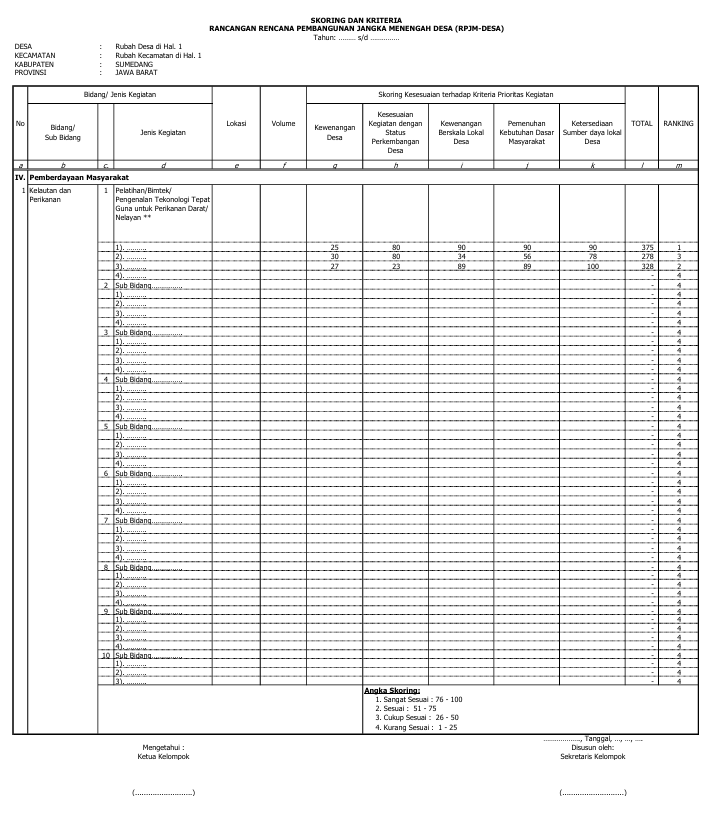 SKORING DAN KRITERIA
RANCANGAN RENCANA PEMBANGUNAN JANGKA MENENGAH DESA (RPJM-DESA)
Tahun: ........ s/d ..............
DESA : Rubah Desa di Hal. 1
KECAMATAN : Rubah Kecamatan di Hal. 1
KABUPATEN : SUMEDANG
PROVINSI : JAWA BARAT
No Bidang/ Jenis Kegiatan Lokasi Volume Skoring Kesesuaian terhadap Kriteria Prioritas Kegiatan TOTAL RANKING
Bidang/ Sub Bidang Jenis Kegiatan Kewenangan Desa Kesesuaian Kegiatan dengan Status Perkembangan Desa Kewenangan Berskala Lokal Desa Pemenuhan Kebutuhan Dasar Masyarakat Ketersediaan Sumber daya lokal Desa
a b c. d e f g h i j k l m
IV. Pemberdayaan Masyarakat
1 Kelautan dan Perikanan 1 Pelatihan/Bimtek/
Pengenalan Tekonologi Tepat
Guna untuk Perikanan Darat/
Nelayan **
1). .......... 25 80 90 90 90 375 1
2). .......... 30 80 34 56 78 278 3
3). .......... 27 23 89 89 100 328 2
4). .......... - 4
2 Sub Bidang............... - 4
1). .......... - 4
2). .......... - 4
3). .......... - 4
4). .......... - 4
3 Sub Bidang............... - 4
1). .......... - 4
2). .......... - 4
3). .......... - 4
4). .......... - 4
4 Sub Bidang............... - 4
1). .......... - 4
2). .......... - 4
3). .......... - 4
4). .......... - 4
5 Sub Bidang............... - 4
1). .......... - 4
2). .......... - 4
3). .......... - 4
4). .......... - 4
6 Sub Bidang............... - 4
1). .......... - 4
2). .......... - 4
3). .......... - 4
4). .......... - 4
7 Sub Bidang............... - 4
1). .......... - 4
2). .......... - 4
3). .......... - 4
4). .......... - 4
8 Sub Bidang............... - 4
1). .......... - 4
2). .......... - 4
3). .......... - 4
4). .......... - 4
9 Sub Bidang............... - 4
1). .......... - 4
2). .......... - 4
3). .......... - 4
4). .......... - 4
10 Sub Bidang............... - 4
1). .......... - 4
2). .......... - 4
3). .......... - 4
Angka Skoring:
1. Sangat Sesuai : 76 - 100
2. Sesuai : 51 - 75
3. Cukup Sesuai : 26 - 50
4. Kurang Sesuai : 1 - 25
.................., Tanggal, ..., ..., ....
Mengetahui : Disusun oleh:
Ketua Kelompok Sekretaris Kelompok
(..........................) (...........................)